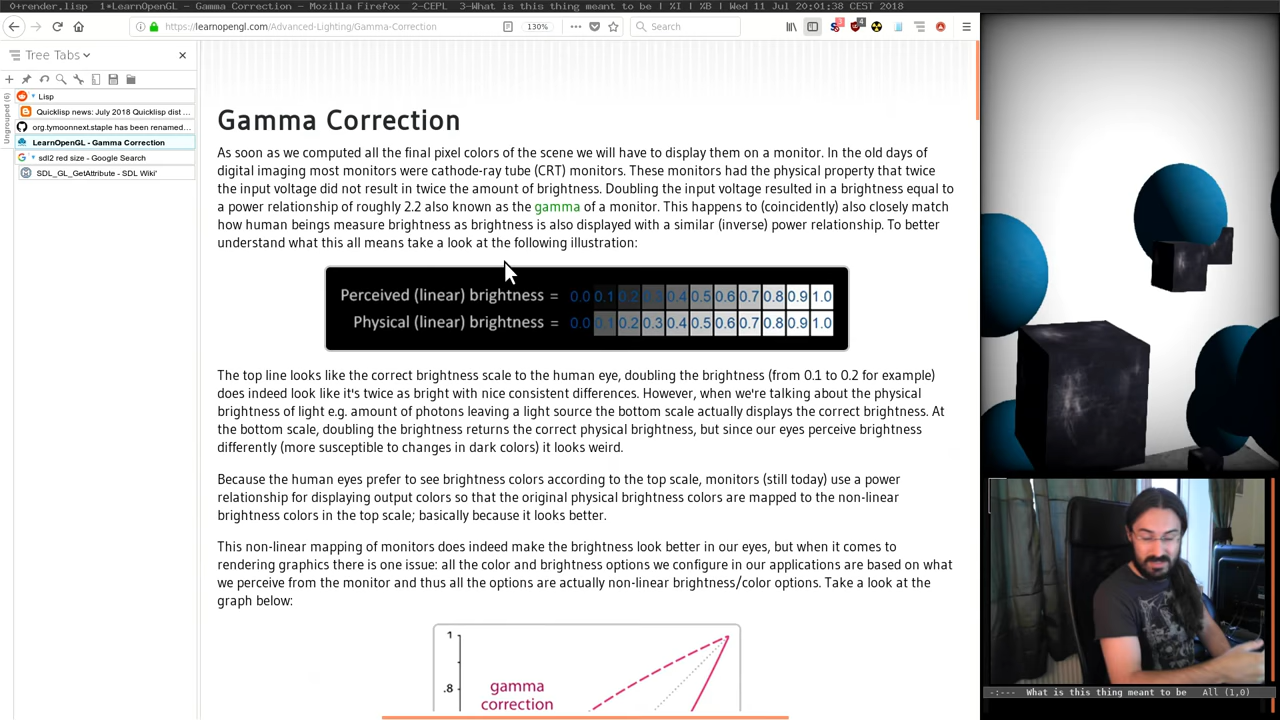 0*render.lisp 1*LearnOpenGL – Gamma Correction – Mozilla Firefox 2-CEPL 3-What is this thing meant to be | %I | %B | Wed 11 Jul 20:01:38 CEST 2018
https://learnopengl.com/Advanced-Lighting/Gamma-Correction
130%
Search
Tree Tabs
Ungrouped (6)
Lisp
Quicklisp news: July 2018 Quicklisp dist ...
org.tymoonnext.staple has been renamed...
LearnOpenGL - Gamma Correction
sdl2 red size - Google Search
SDL_GL_GetAttribute - SDL Wiki'
Gamma Correction
As soon as we computed all the final pixel colors of the scene we will have to display them on a monitor. In the old days of
digital imaging most monitors were cathode-ray tube (CRT) monitors. These monitors had the physical property that twice
the input voltage did not result in twice the amount of brightness. Doubling the input voltage resulted in a brightness equal to
a power relationship of roughly 2.2 also known as the gamma of a monitor. This happens to (coincidently) also closely match
how human beings measure brightness as brightness is also displayed with a similar (inverse) power relationship. To better
understand what this all means take a look at the following illustration:
Perceived (linear) brightness = 0.0 0.1 0.2 0.3 0.4 0.5 0.6 0.7 0.8 0.9 1.0
Physical (linear) brightness = 0.0 0.1 0.2 0.3 0.4 0.5 0.6 0.7 0.8 0.9 1.0
The top line looks like the correct brightness scale to the human eye, doubling the brightness (from 0.1 to 0.2 for example)
does indeed look like it's twice as bright with nice consistent differences. However, when we're talking about the physical
brightness of light e.g. amount of photons leaving a light source the bottom scale actually displays the correct brightness. At
the bottom scale, doubling the brightness returns the correct physical brightness, but since our eyes perceive brightness
differently (more susceptible to changes in dark colors) it looks weird.
Because the human eyes prefer to see brightness colors according to the top scale, monitors (still today) use a power
relationship for displaying output colors so that the original physical brightness colors are mapped to the non-linear
brightness colors in the top scale; basically because it looks better.
This non-linear mapping of monitors does indeed make the brightness look better in our eyes, but when it comes to
rendering graphics there is one issue: all the color and brightness options we configure in our applications are based on what
we perceive from the monitor and thus all the options are actually non-linear brightness/color options. Take a look at the
graph below:
1
.8
gamma
correction
-:--- What is this thing meant to be All (1,0)